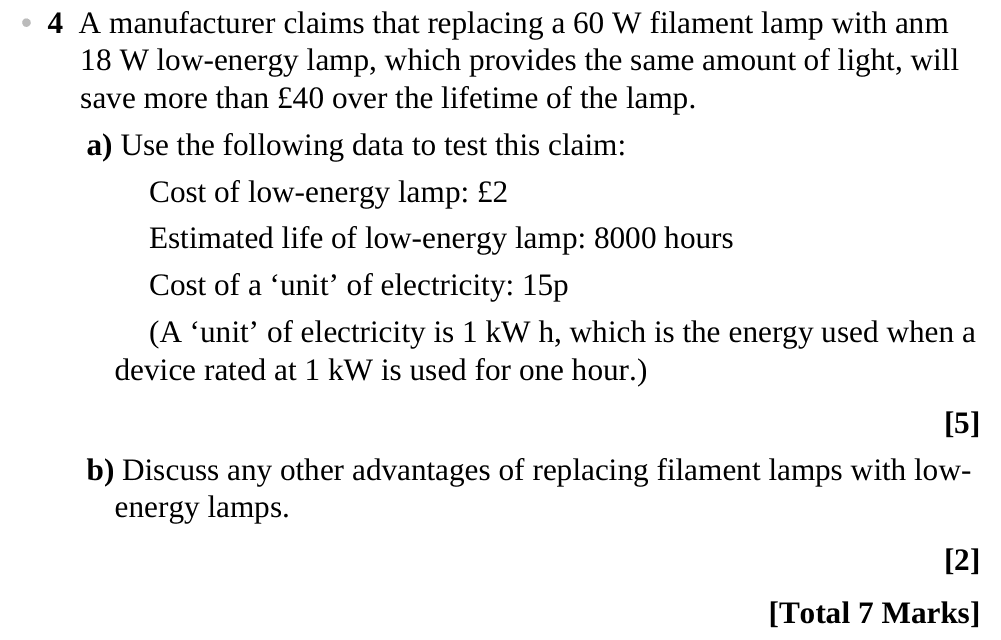 • 4 A manufacturer claims that replacing a 60 W filament lamp with anm
18 W low-energy lamp, which provides the same amount of light, will
save more than £40 over the lifetime of the lamp.
a) Use the following data to test this claim:
Cost of low-energy lamp: £2
Estimated life of low-energy lamp: 8000 hours
Cost of a ‘unit’ of electricity: 15p
(A ‘unit’ of electricity is 1 kW h, which is the energy used when a
device rated at 1 kW is used for one hour.)
[5]
b) Discuss any other advantages of replacing filament lamps with low-
energy lamps.
[2]
[Total 7 Marks]